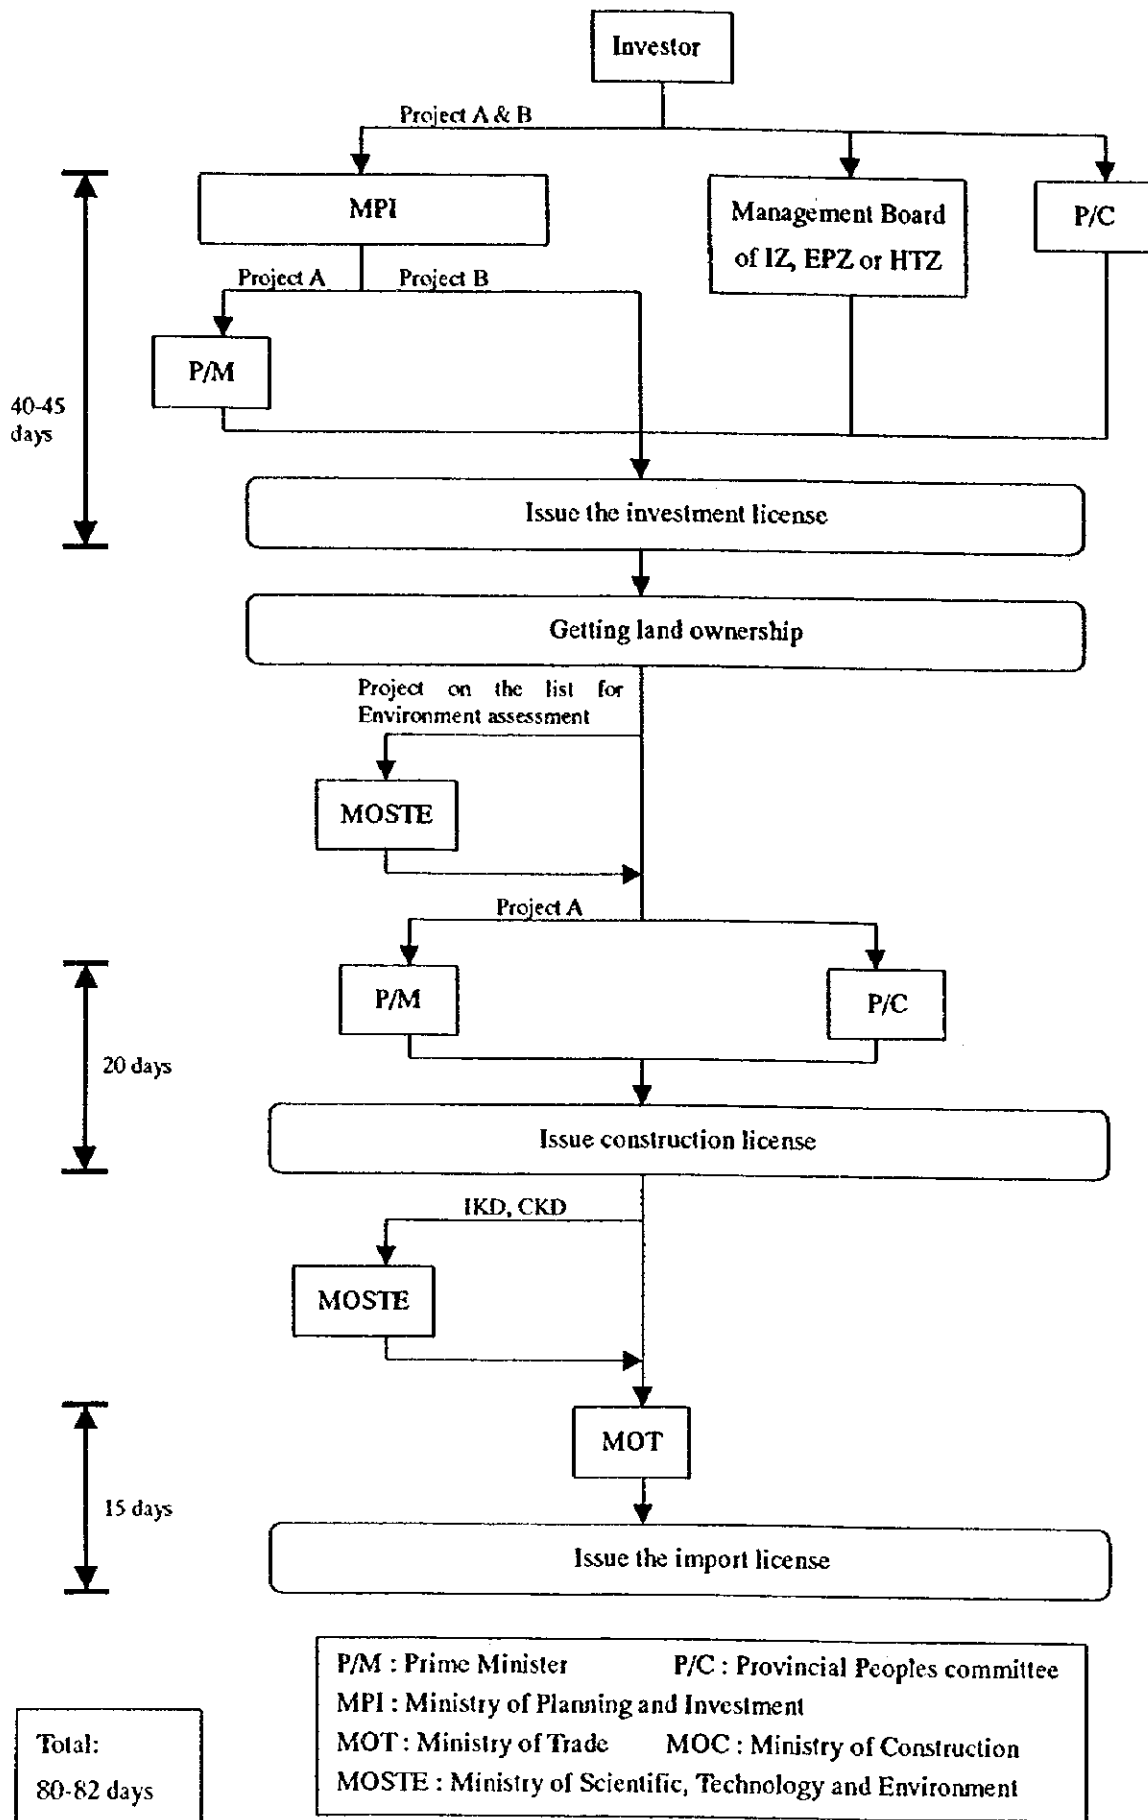 Investor
Project A & B
MPI
Management Board
of IZ, EPZ or HTZ
P/C
Project A
Project B
P/M
40-45
days
Issue the investment license
Getting land ownership
Project on the list for
Environment assessment
MOSTE
Project A
P/M
P/C
20 days
Issue construction license
IKD, CKD
MOSTE
MOT
15 days
Issue the import license
P/M : Prime Minister P/C : Provincial Peoples committee
MPI : Ministry of Planning and Investment
MOT : Ministry of Trade MOC : Ministry of Construction
MOSTE : Ministry of Scientific, Technology and Environment
Total:
80-82 days